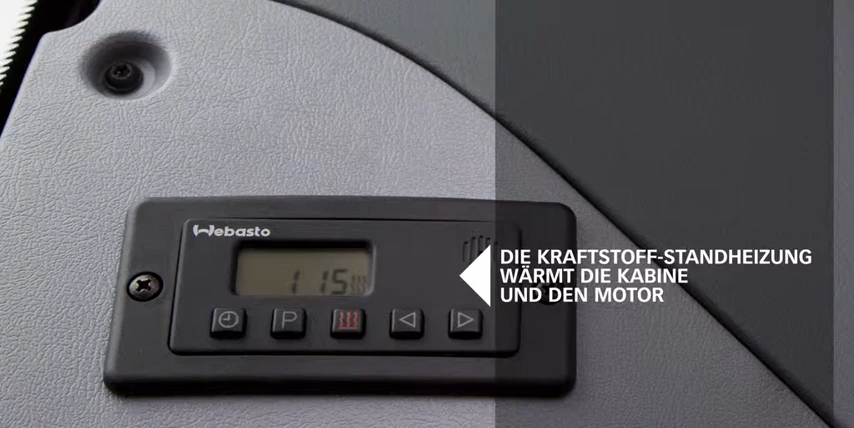 Webasto
1 15
P
DIE KRAFTSTOFF-STANDHEIZUNG
WÄRMT DIE KABINE
UND DEN MOTOR